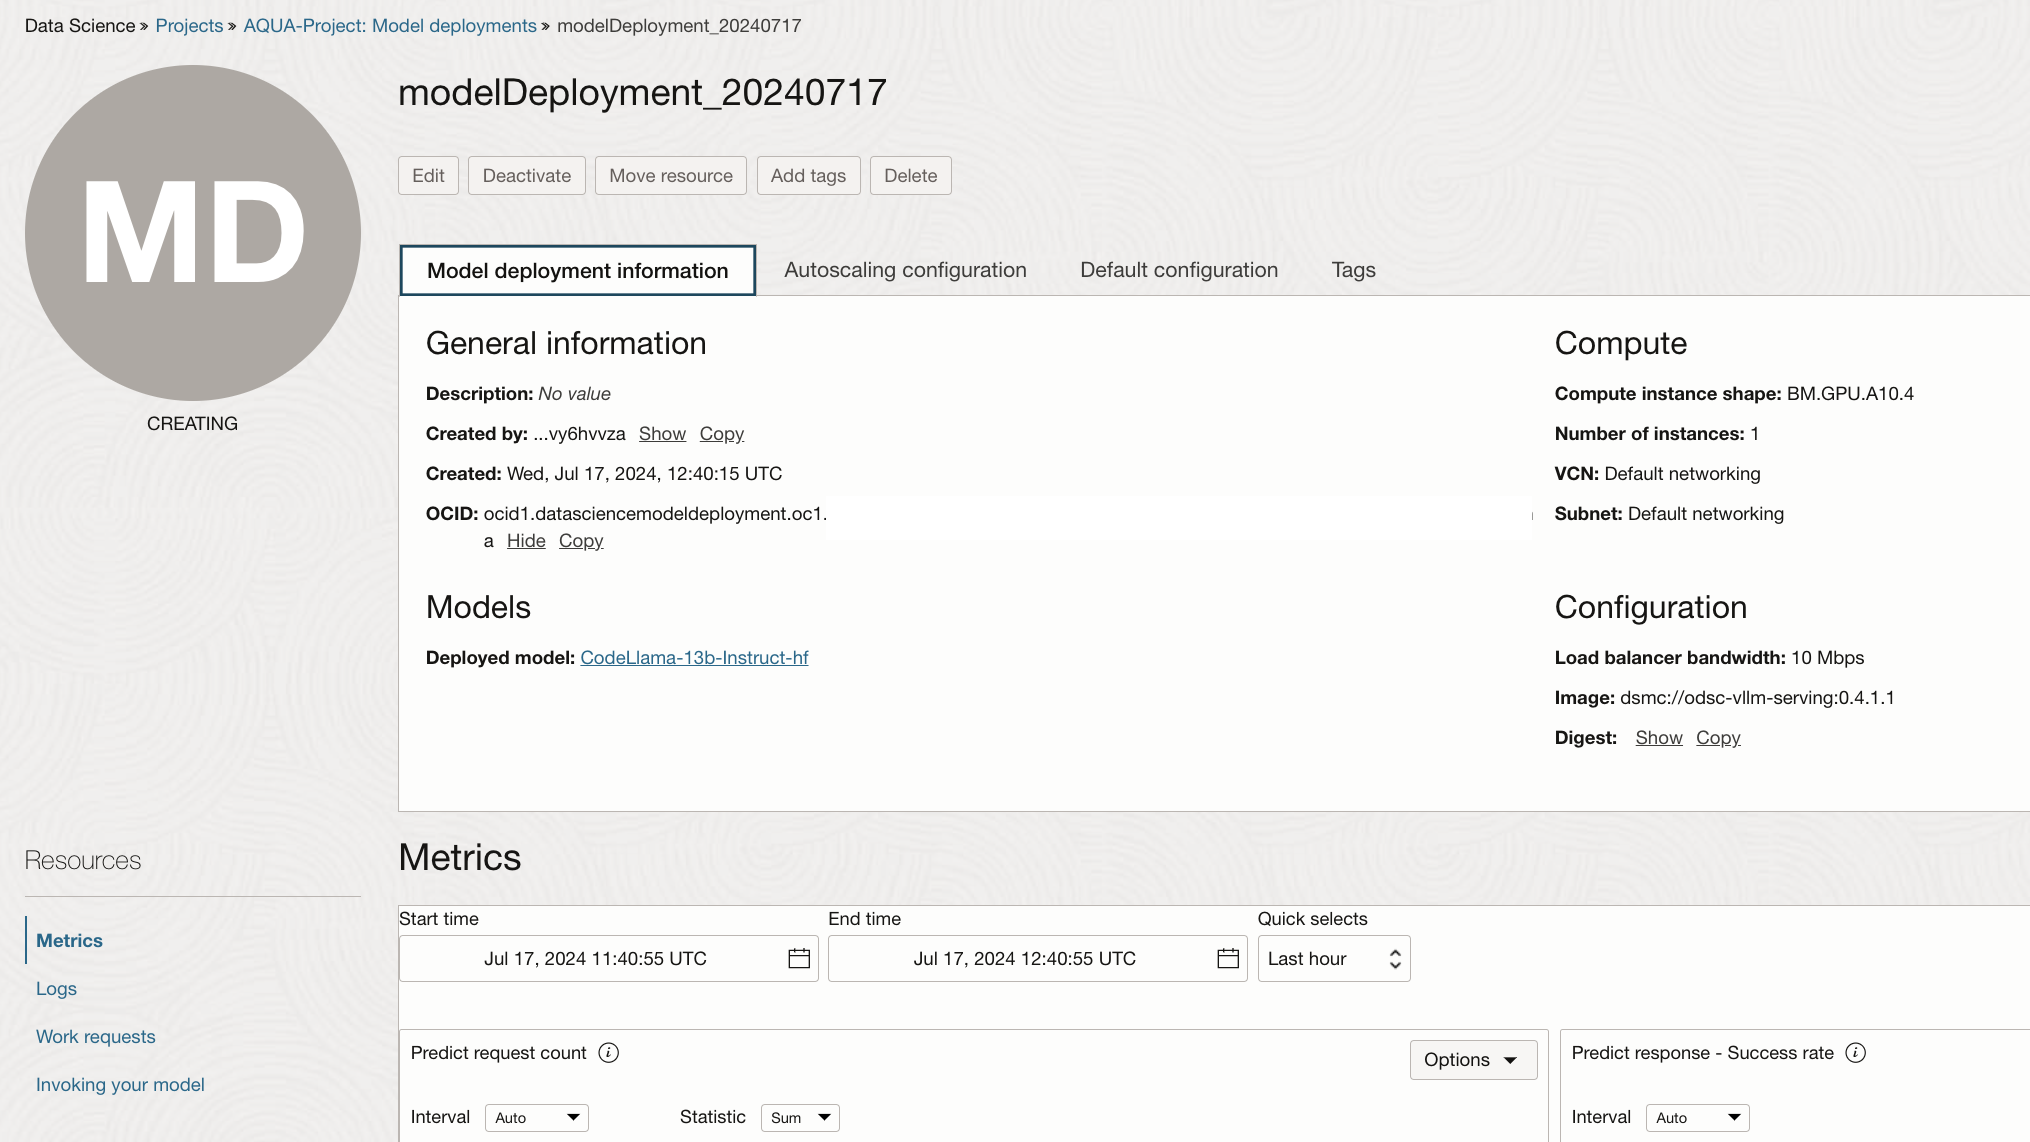 Data Science » Projects » AQUA-Project: Model deployments » modelDeployment_20240717
MD
CREATING
modelDeployment_20240717
Edit Deactivate Move resource Add tags Delete
Model deployment information Autoscaling configuration Default configuration Tags
General information
Description: No value
Created by: ...vy6hvvza Show Copy
Created: Wed, Jul 17, 2024, 12:40:15 UTC
OCID: ocid1.datasciencemodeldeployment.oc1.
a Hide Copy
Compute
Compute instance shape: BM.GPU.A10.4
Number of instances: 1
VCN: Default networking
Subnet: Default networking
Models
Deployed model: CodeLlama-13b-Instruct-hf
Configuration
Load balancer bandwidth: 10 Mbps
Image: dsmc://odsc-vllm-serving:0.4.1.1
Digest: Show Copy
Resources
Metrics
Logs
Work requests
Invoking your model
Metrics
Start time End time Quick selects
Jul 17, 2024 11:40:55 UTC Jul 17, 2024 12:40:55 UTC Last hour
Predict request count Options
Interval Auto Statistic Sum
Predict response - Success rate
Interval Auto